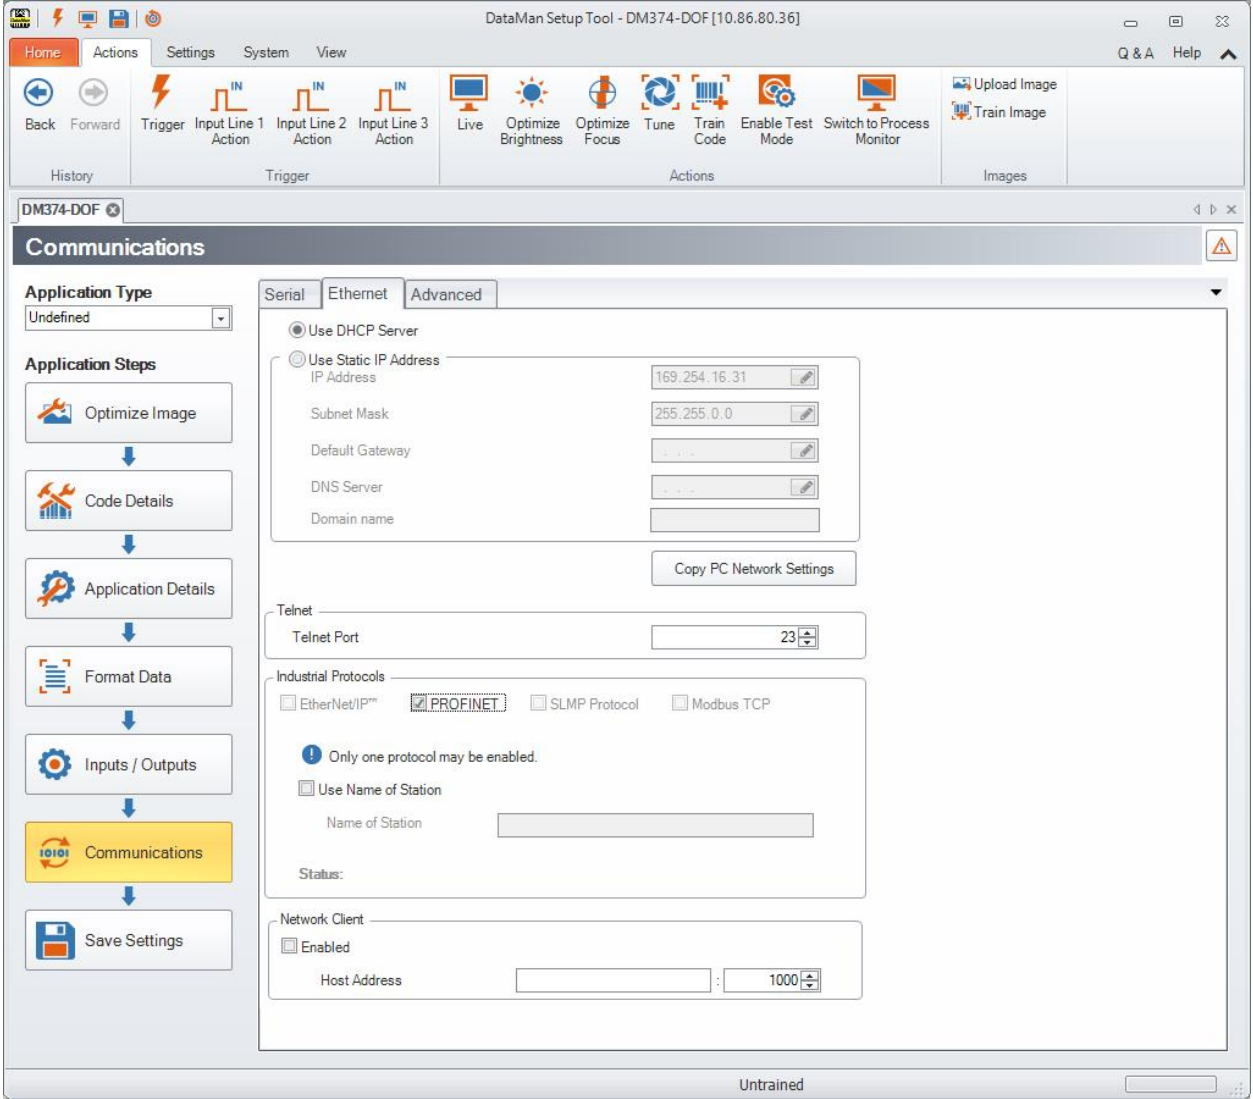 DataMan Setup Tool - DM374-DOF [10.86.80.36]
Home Actions Settings System View Q & A Help
IN IN IN
Upload Image
Train Image
Back Forward Trigger Input Line 1 Action Input Line 2 Action Input Line 3 Action Live Optimize Brightness Optimize Focus Tune Train Code Enable Test Mode Switch to Process Monitor
History Trigger Actions Images
DM374-DOF
Communications
Application Type
Undefined
Application Steps
Optimize Image
Code Details
Application Details
Format Data
Inputs / Outputs
10101
Communications
Save Settings
Serial Ethernet Advanced
Use DHCP Server
Use Static IP Address
IP Address 169.254.16.31
Subnet Mask 255.255.0.0
Default Gateway . . .
DNS Server . . .
Domain name
Copy PC Network Settings
Telnet
Telnet Port 23
Industrial Protocols
EtherNet/IP™ PROFINET SLMP Protocol Modbus TCP
Only one protocol may be enabled.
Use Name of Station
Name of Station
Status:
Network Client
Enabled
Host Address : 1000
Untrained